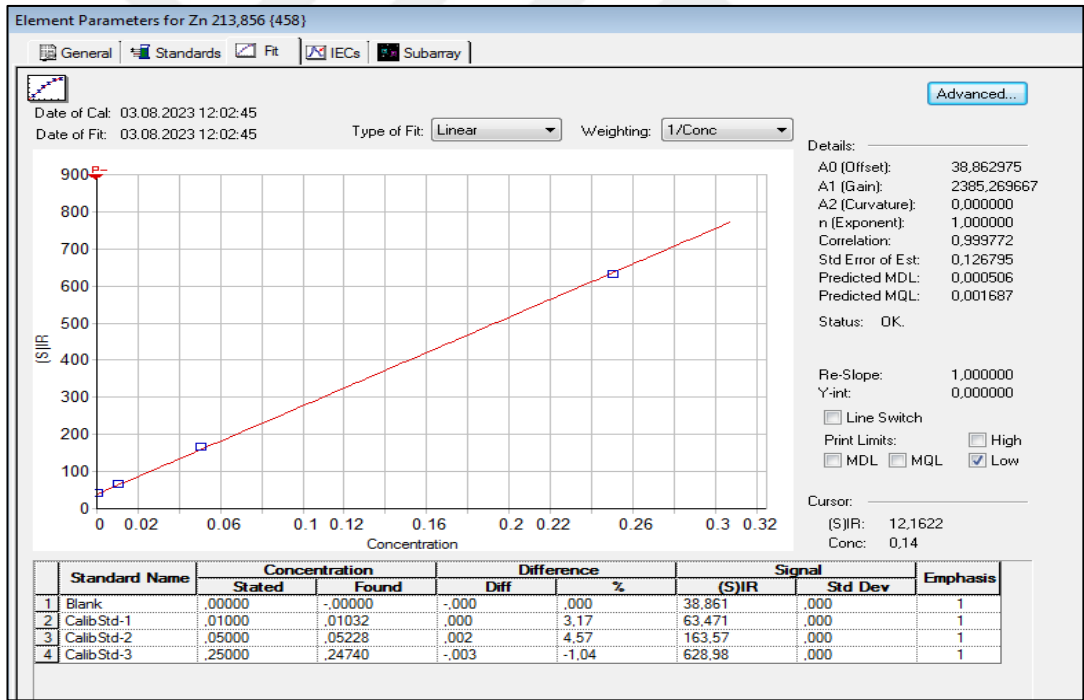 Element Parameters for Zn 213,856 {458}
General Standards Fit IECs Subarray
Advanced...
Date of Cal: 03.08.2023 12:02:45
Date of Fit: 03.08.2023 12:02:45
Type of Fit: Linear Weighting: 1/Conc
Details:
A0 (Offset): 38,862975
A1 (Gain): 2385,269667
A2 (Curvature): 0,000000
n (Exponent): 1,000000
Correlation: 0,999772
Std Error of Est: 0,126795
Predicted MDL: 0,000506
Predicted MQL: 0,001687
Status: OK.
Re-Slope: 1,000000
Y-int: 0,000000
Line Switch
Print Limits: High
MDL MQL Low
Cursor:
(S)IR: 12,1622
Conc: 0,14
900
800
700
600
500
400
300
200
100
0
(S)IR
0 0.02 0.06 0.1 0.12 0.16 0.2 0.22 0.26 0.3 0.32
Concentration
Standard Name Concentration Difference Signal Emphasis
Stated Found Diff % (S)IR Std Dev
1 Blank ,00000 -,00000 -,000 ,000 38,861 ,000 1
2 CalibStd-1 ,01000 ,01032 ,000 3,17 63,471 ,000 1
3 CalibStd-2 ,05000 ,05228 ,002 4,57 163,57 ,000 1
4 CalibStd-3 ,25000 ,24740 -,003 -1,04 628,98 ,000 1